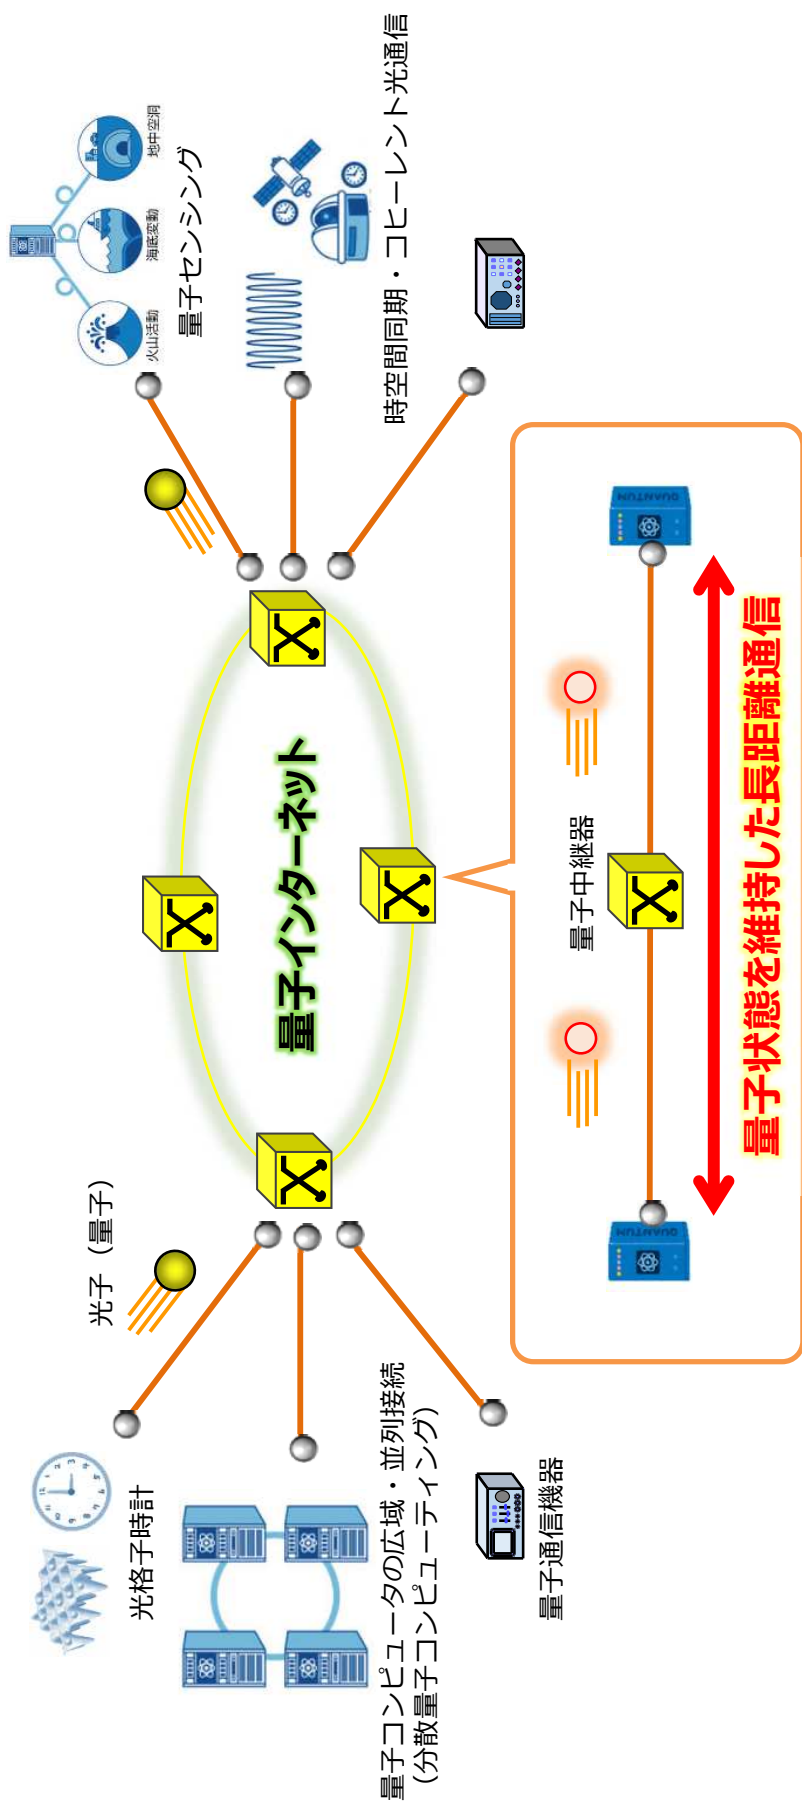 光子（量子）
光格子時計
量子コンピュータの広域・並列接続
（分散量子コンピューティング）
量子通信機器
量子インターネット
火山活動
海底変動
地中空洞
量子センシング
時空間同期・コヒーレント光通信
量子中継器
QUANTUM
QUANTUM
量子状態を維持した長距離通信